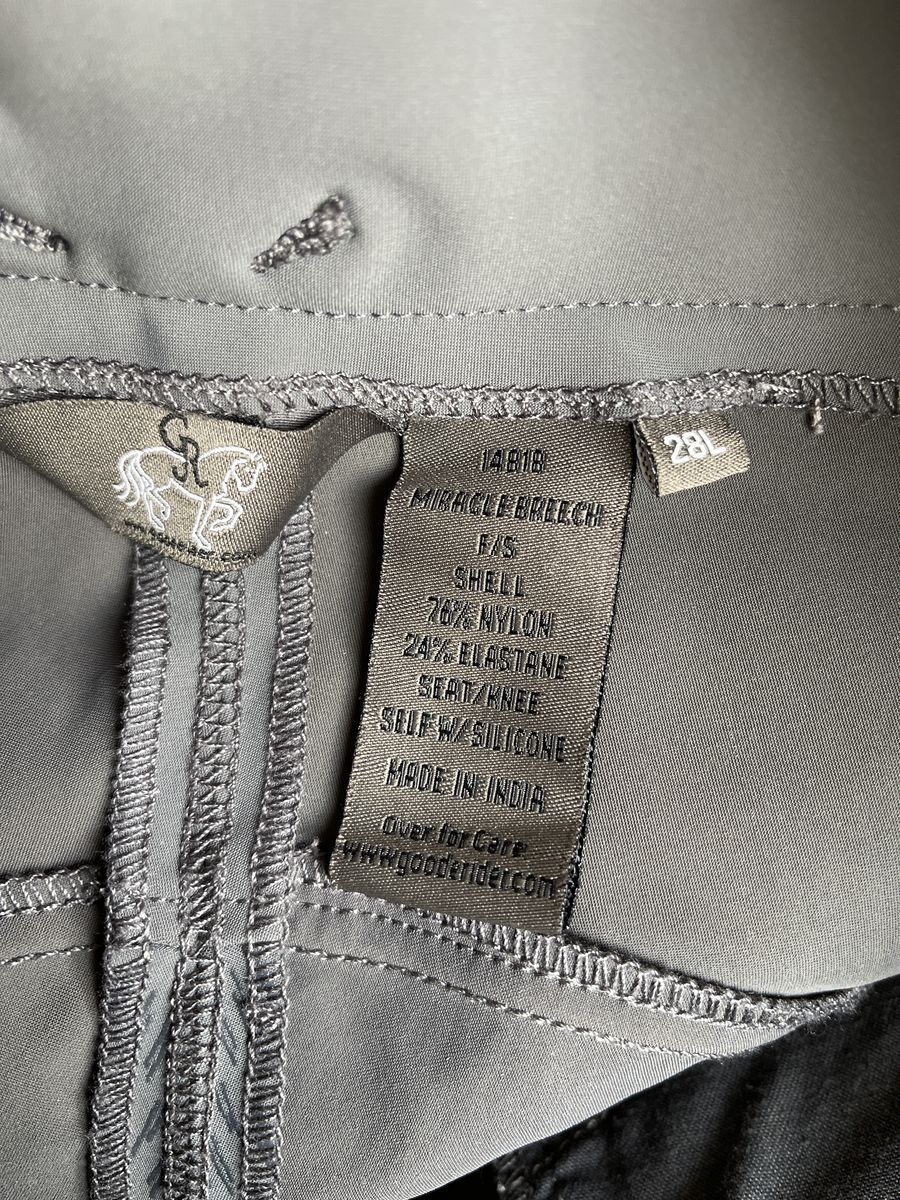 GR
14818
MIRACLE BREECH
F/S
SHELL
76% NYLON
24% ELASTANE
SEAT/KNEE
SELF W/SILICONE
MADE IN INDIA
Over for Care
www.gooderider.com
28L